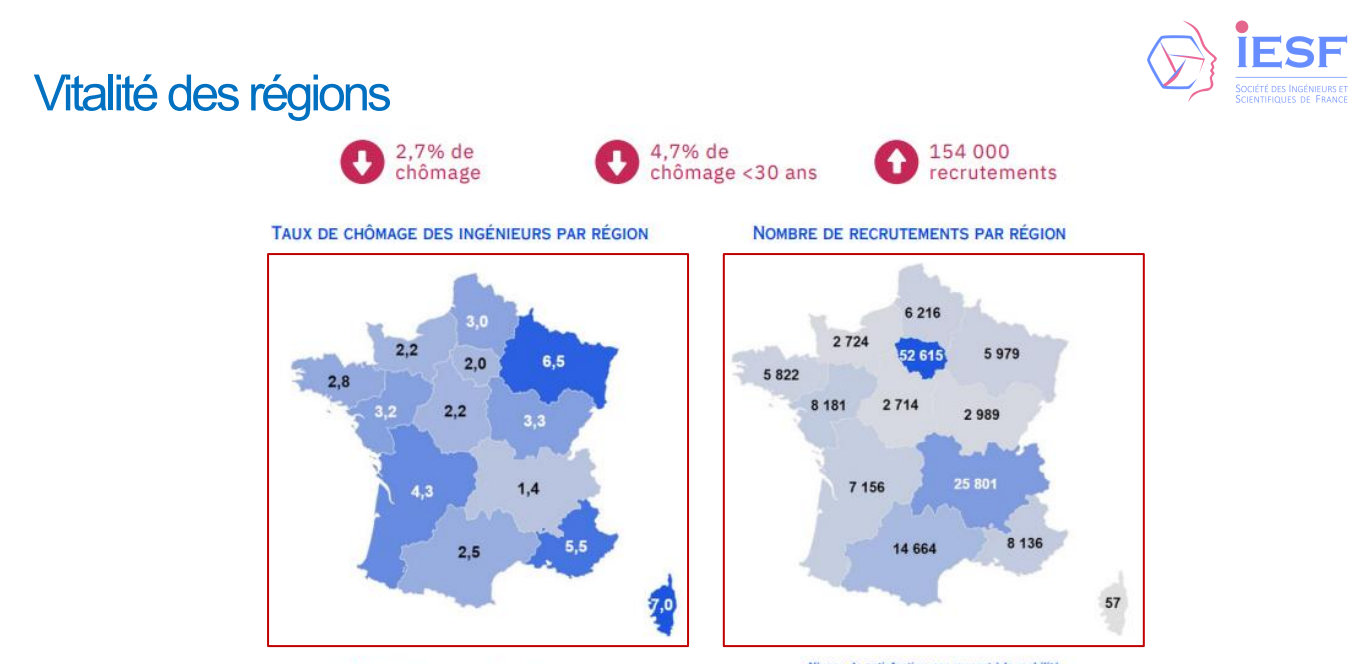 iESF
SOCIÉTÉ DES INGÉNIEURS ET
SCIENTIFIQUES DE FRANCE
Vitalité des régions
2,7% de
chômage
4,7% de
chômage <30 ans
154 000
recrutements
TAUX DE CHÔMAGE DES INGÉNIEURS PAR RÉGION
3,0
2,2
2,0
6,5
2,8
3,2
2,2
3,3
4,3
1,4
2,5
5,5
7,0
NOMBRE DE RECRUTEMENTS PAR RÉGION
6 216
2 724
52 615
5 979
5 822
8 181
2 714
2 989
7 156
25 801
14 664
8 136
57